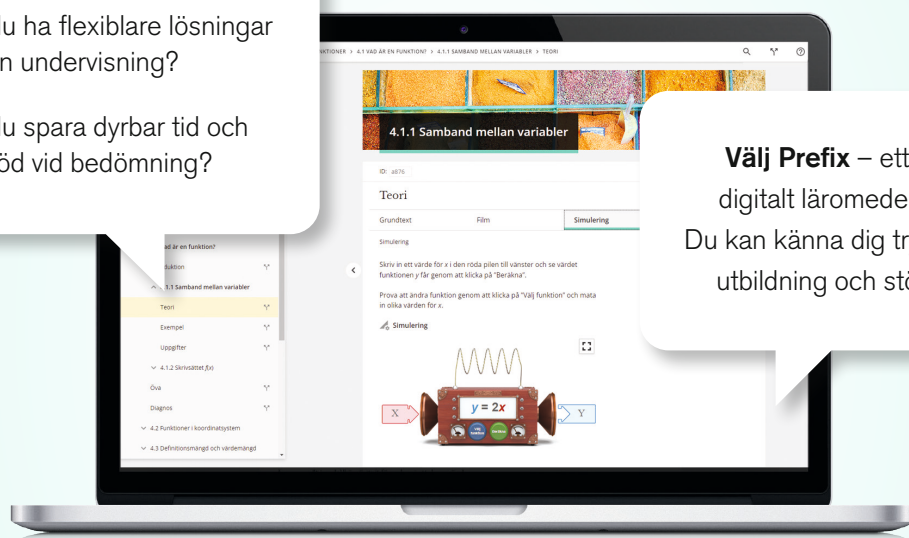 du ha flexiblare lösningar
n undervisning?
du spara dyrbar tid och
öd vid bedömning?
KTIONER > 4.1 VAD ÄR EN FUNKTION? > 4.1.1 SAMBAND MELLAN VARIABLER > TEORI
4.1.1 Samband mellan variabler
ID: a876
Teori
Grundtext Film Simulering
Simulering
Skriv in ett värde för x i den röda pilen till vänster och se värdet
funktionen y får genom att klicka på "Beräkna".
Prova att ändra funktion genom att klicka på "Välj funktion" och mata
in olika värden för x.
Simulering
X
y = 2x
Y
Välj
funktion
Beräkna
ad är en funktion?
duktion
4.1.1 Samband mellan variabler
Teori
Exempel
Uppgifter
4.1.2 Skrivsättet f(x)
Öva
Diagnos
4.2 Funktioner i koordinatsystem
4.3 Definitionsmängd och värdemängd
Välj Prefix – ett
digitalt läromede
Du kan känna dig tr
utbildning och stö